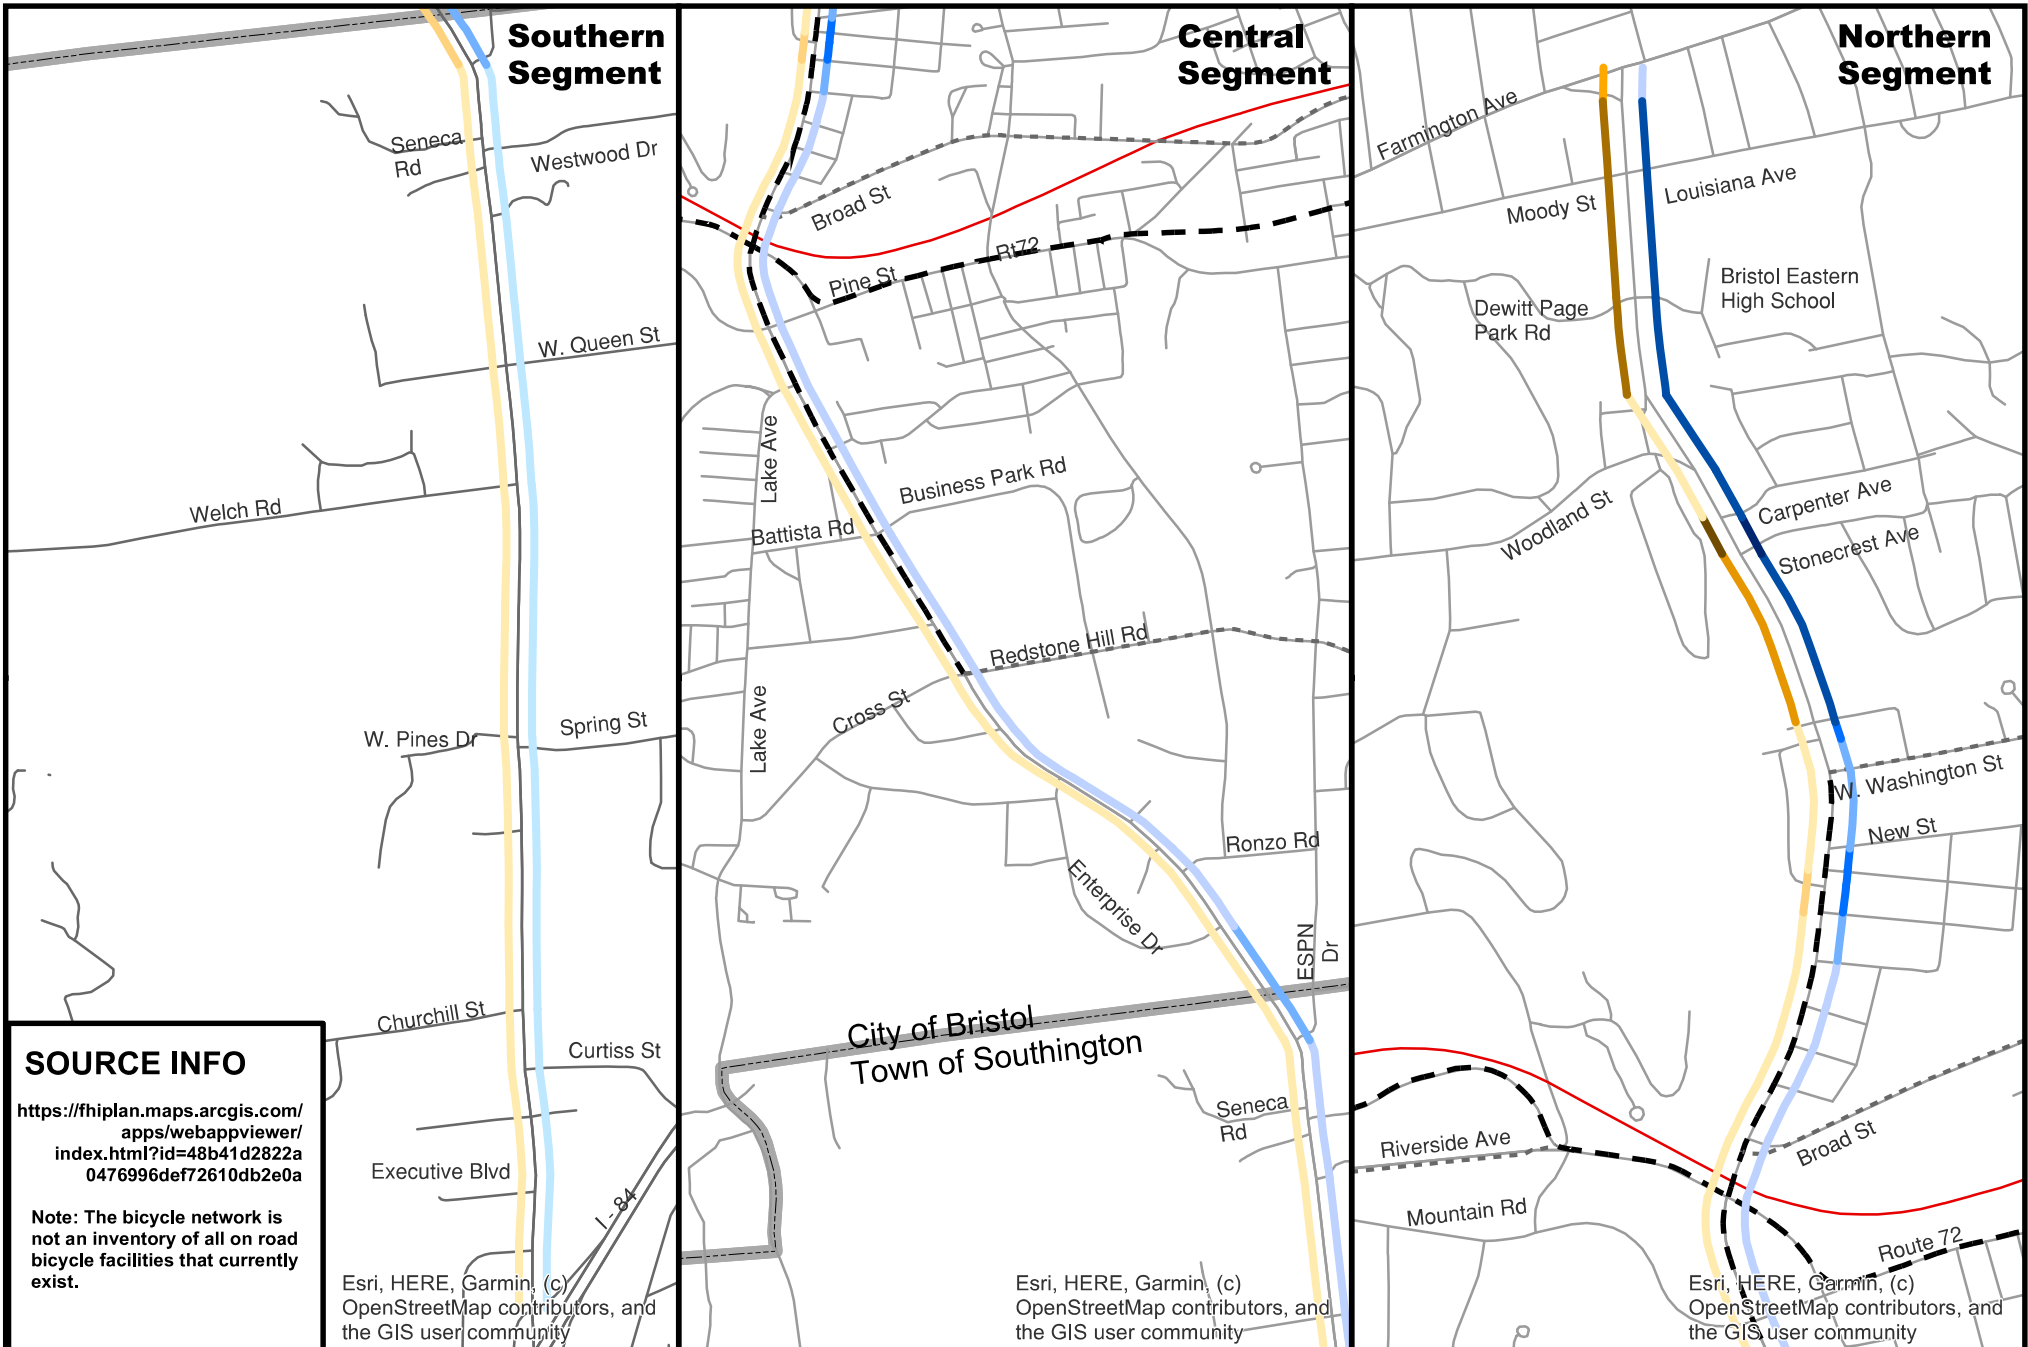 Southern
Segment
Seneca
Rd
Westwood Dr
W. Queen St
Welch Rd
W. Pines Dr
Spring St
Churchill St
Curtiss St
Executive Blvd
I - 84
SOURCE INFO
https://fhiplan.maps.arcgis.com/
apps/webappviewer/
index.html?id=48b41d2822a
0476996def72610db2e0a
Note: The bicycle network is
not an inventory of all on road
bicycle facilities that currently
exist.
Esri, HERE, Garmin, (c)
OpenStreetMap contributors, and
the GIS user community
Central
Segment
Broad St
Rt72
Pine St
Lake Ave
Business Park Rd
Battista Rd
Redstone Hill Rd
Cross St
Lake Ave
Ronzo Rd
Enterprise Dr
ESPN
Dr
City of Bristol
Town of Southington
Seneca
Rd
Esri, HERE, Garmin, (c)
OpenStreetMap contributors, and
the GIS user community
Northern
Segment
Farmington Ave
Louisiana Ave
Moody St
Bristol Eastern
High School
Dewitt Page
Park Rd
Carpenter Ave
Woodland St
Stonecrest Ave
W. Washington St
New St
Broad St
Riverside Ave
Mountain Rd
Route 72
Esri, HERE, Garmin, (c)
OpenStreetMap contributors, and
the GIS user community